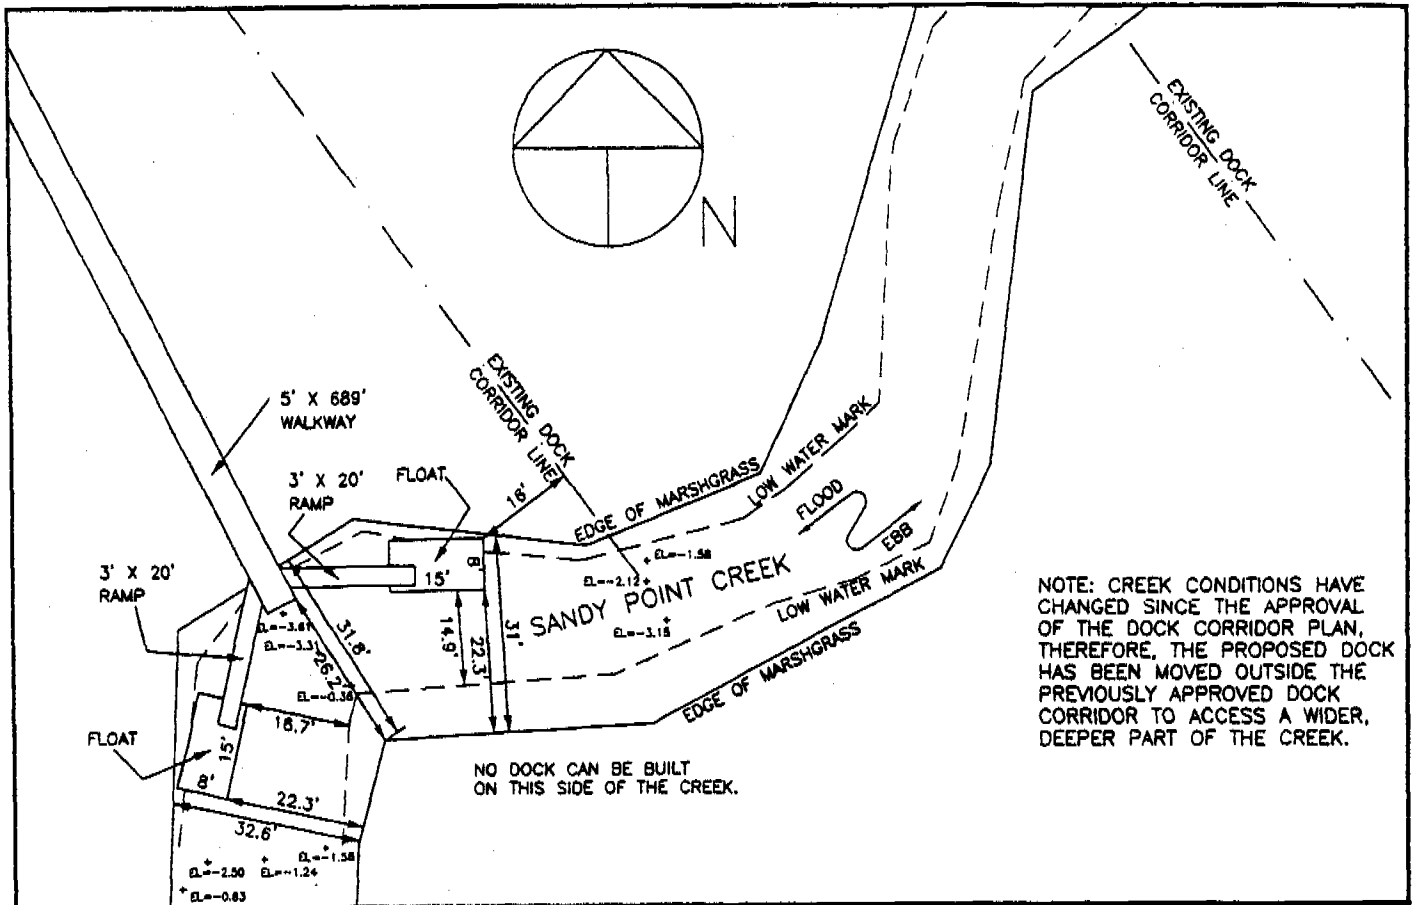 EXISTING DOCK
CORRIDOR LINE
N
EXISTING DOCK
CORRIDOR LINE
5' X 689'
WALKWAY
3' X 20'
RAMP
FLOAT
16'
EDGE OF MARSHGRASS
LOW WATER MARK
FLOOD
EBB
8'
15'
EL=-1.58
EL=-2.12
SANDY POINT CREEK
EL=-3.15
LOW WATER MARK
EDGE OF MARSHGRASS
3' X 20'
RAMP
EL=-3.61
EL=-3.31
31.8'
26.2'
EL=-0.36
14.9'
22.3'
31'
16.7'
FLOAT
15'
8'
22.3'
32.6'
EL=-1.58
EL=-2.50
EL=-1.24
EL=-0.83
NO DOCK CAN BE BUILT
ON THIS SIDE OF THE CREEK.
NOTE: CREEK CONDITIONS HAVE
CHANGED SINCE THE APPROVAL
OF THE DOCK CORRIDOR PLAN,
THEREFORE, THE PROPOSED DOCK
HAS BEEN MOVED OUTSIDE THE
PREVIOUSLY APPROVED DOCK
CORRIDOR TO ACCESS A WIDER,
DEEPER PART OF THE CREEK.